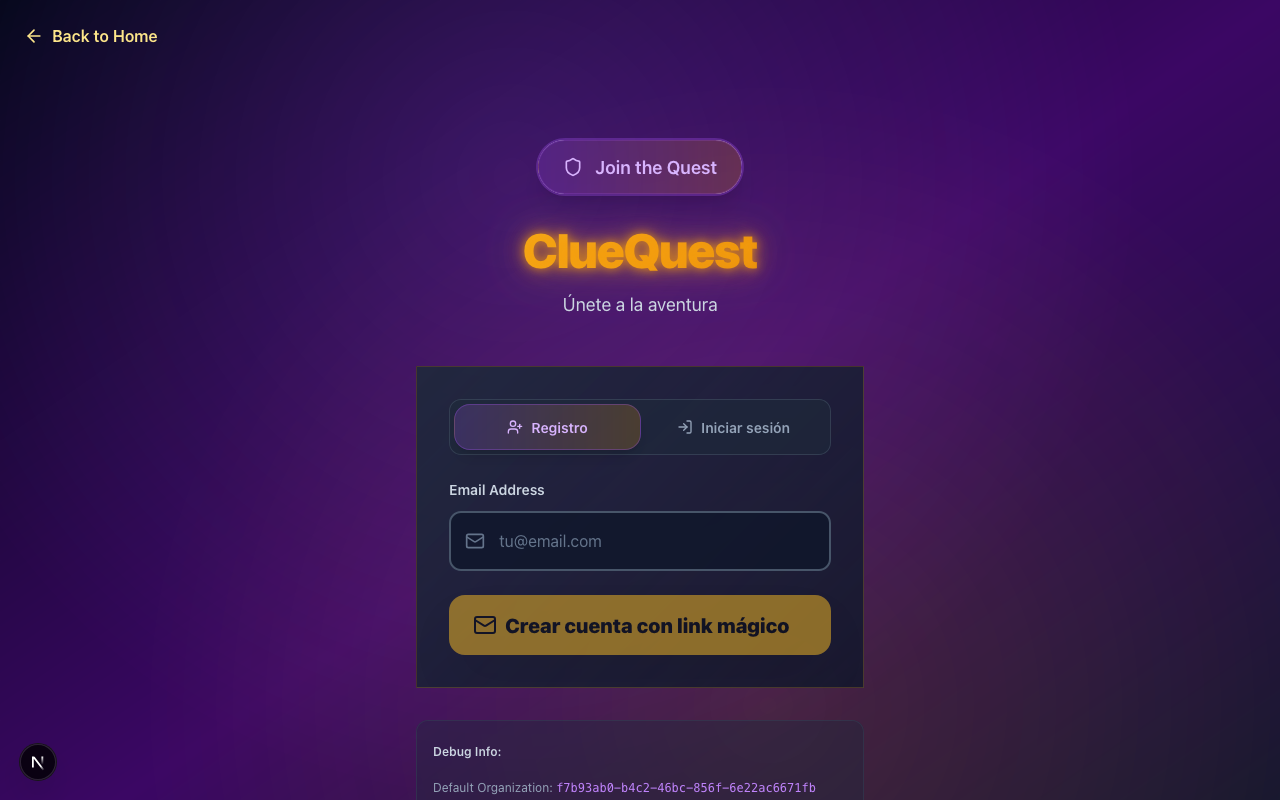 Back to Home
Join the Quest
ClueQuest
Únete a la aventura
Registro
Iniciar sesión
Email Address
tu@email.com
Crear cuenta con link mágico
Debug Info:
Default Organization: f7b93ab0-b4c2-46bc-856f-6e22ac6671fb
N